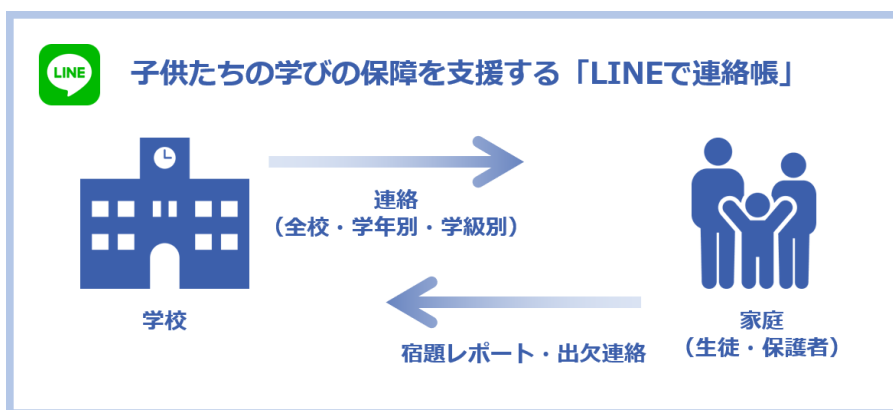 LINE
子供たちの学びの保障を支援する「LINEで連絡帳」
連絡
(全校・学年別・学級別)
学校
家庭
(生徒・保護者)
宿題レポート・出欠連絡